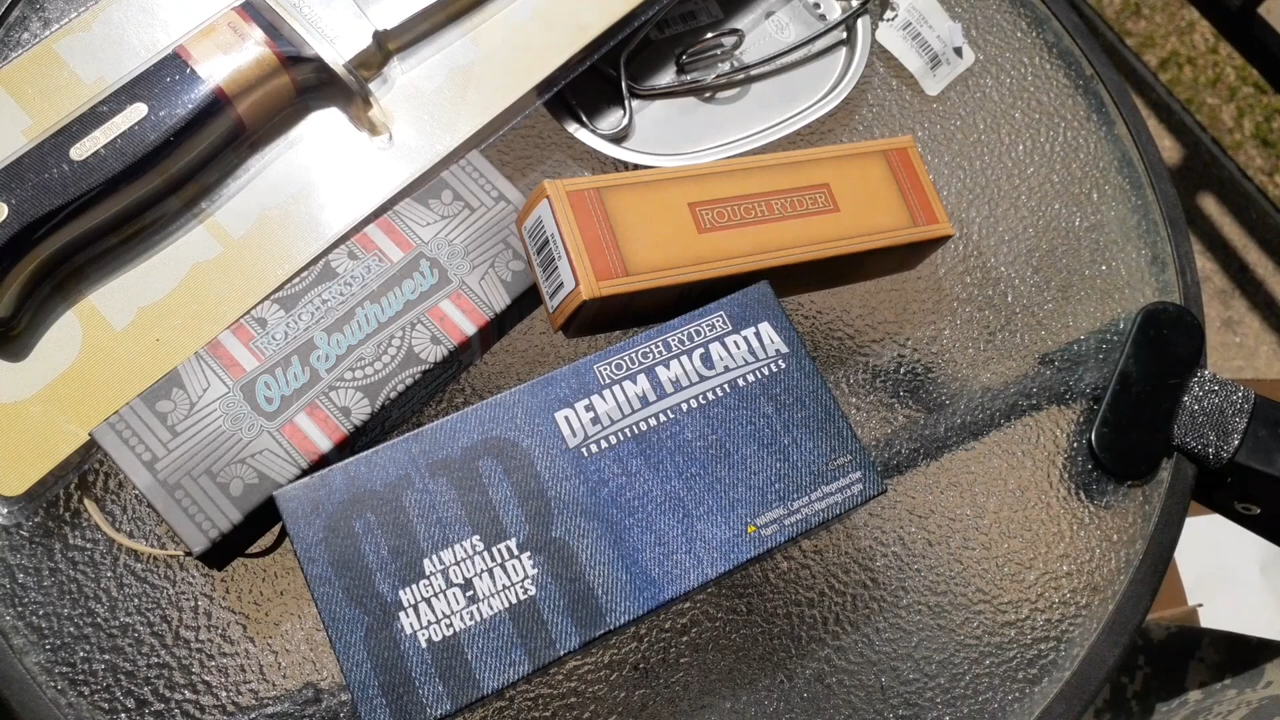 ROUGH RYDER
ROUGH RYDER
Old Southwest
ROUGH RYDER
DENIM MICARTA
TRADITIONAL POCKET KNIVES
CHINA
WARNING: Cancer and Reproductive
Harm - www.P65Warnings.ca.gov
ALWAYS
HIGH QUALITY
HAND-MADE
POCKETKNIVES